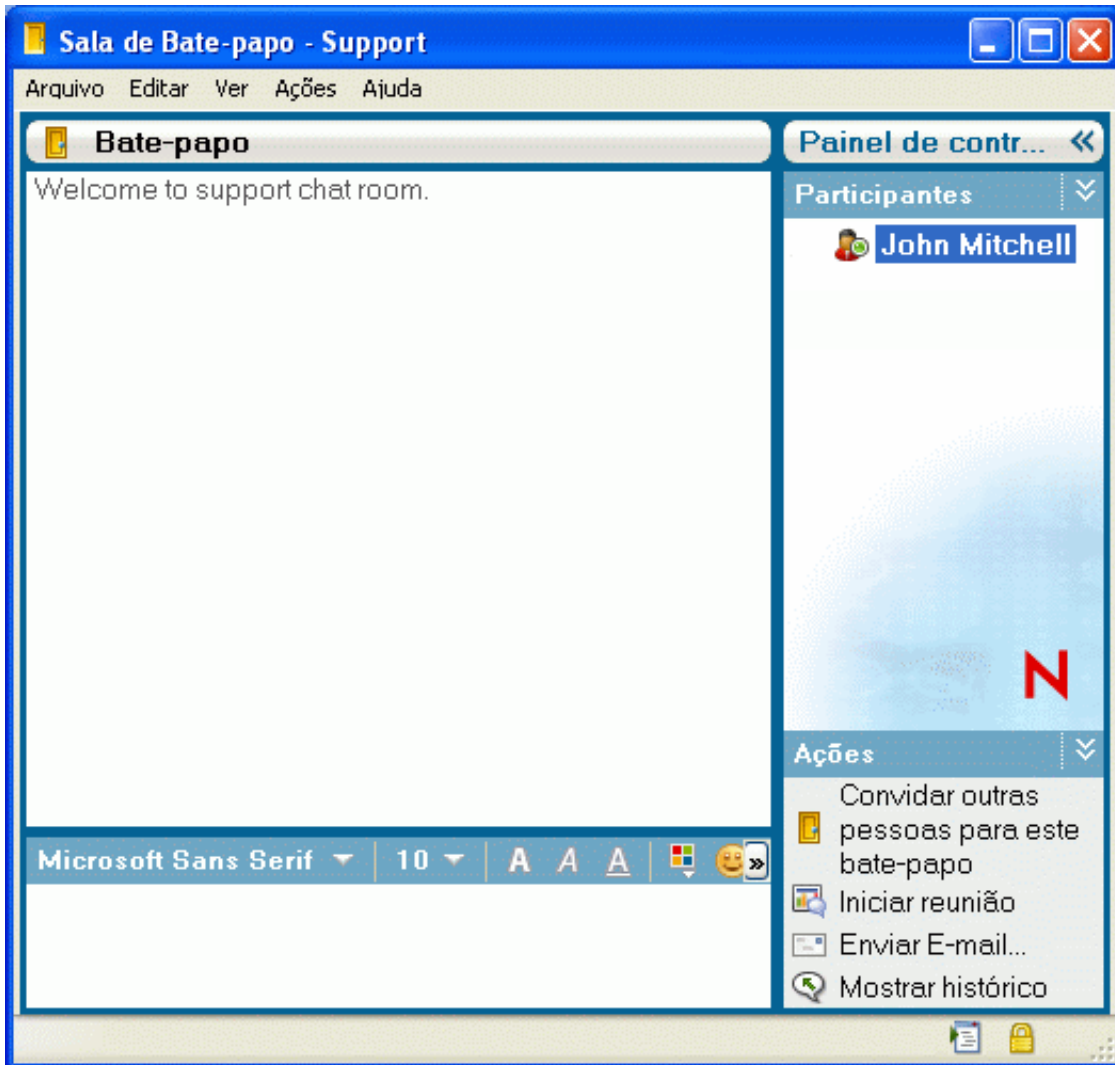 Sala de Bate-papo - Support
Arquivo Editar Ver Ações Ajuda
Bate-papo
Welcome to support chat room.
Microsoft Sans Serif 10 A A A
Painel de contr...
Participantes
John Mitchell
N
Ações
Convidar outras
pessoas para este
bate-papo
Iniciar reunião
Enviar E-mail...
Mostrar histórico